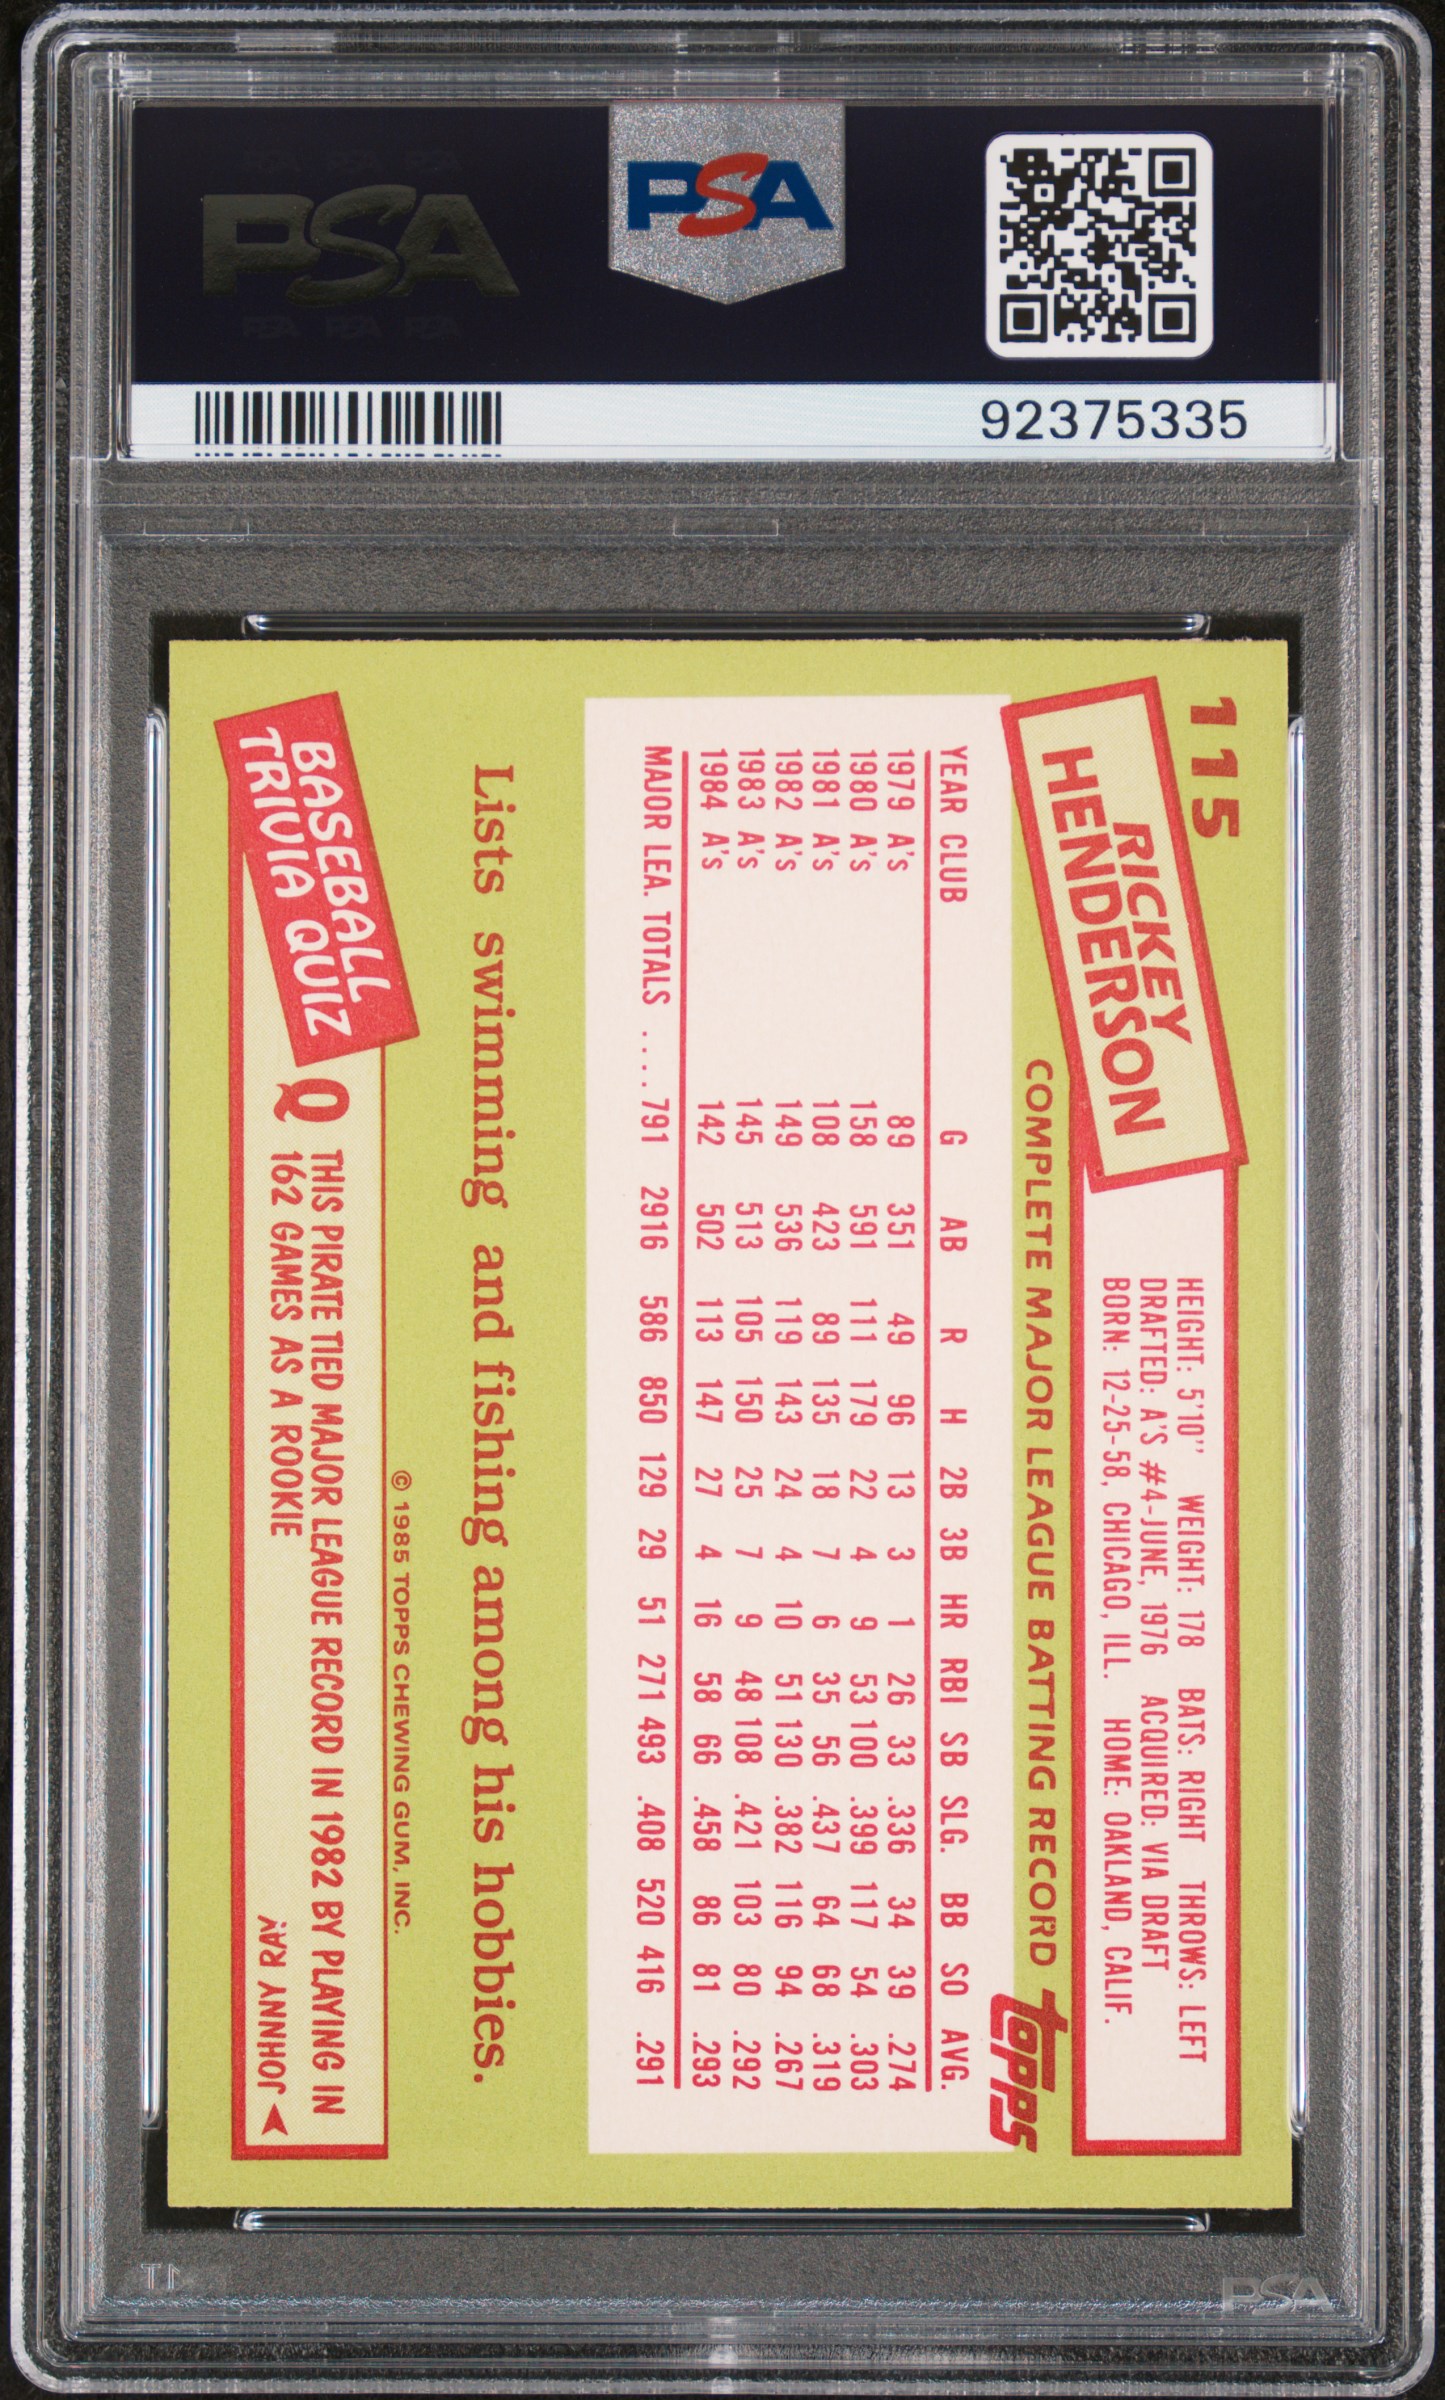 PSA
PSA
92375335
115
RICKEY
HENDERSON
HEIGHT: 5'10" WEIGHT: 178 BATS: RIGHT THROWS: LEFT
DRAFTED: A'S #4-JUNE, 1976 ACQUIRED: VIA DRAFT
BORN: 12-25-58, CHICAGO, ILL. HOME: OAKLAND, CALIF.
COMPLETE MAJOR LEAGUE BATTING RECORD
Topps
YEAR CLUB G AB R H 2B 3B HR RBI SB SLG. BB SO AVG.
1979 A's 89 351 49 96 13 3 1 26 33 .336 34 39 .274
1980 A's 158 591 111 179 22 4 9 53 100 .399 117 54 .303
1981 A's 108 423 89 135 18 7 6 35 56 .437 64 68 .319
1982 A's 149 536 119 143 24 4 10 51 130 .382 116 94 .267
1983 A's 145 513 105 150 25 7 9 48 108 .421 103 80 .292
1984 A's 142 502 113 147 27 4 16 58 66 .458 86 81 .293
MAJOR LEA. TOTALS .... 791 2916 586 850 129 29 51 271 493 .408 520 416 .291
Lists swimming and fishing among his hobbies.
© 1985 TOPPS CHEWING GUM, INC.
BASEBALL
TRIVIA QUIZ
Q THIS PIRATE TIED MAJOR LEAGUE RECORD IN 1982 BY PLAYING IN
162 GAMES AS A ROOKIE
JOHNNY RAY
PSA